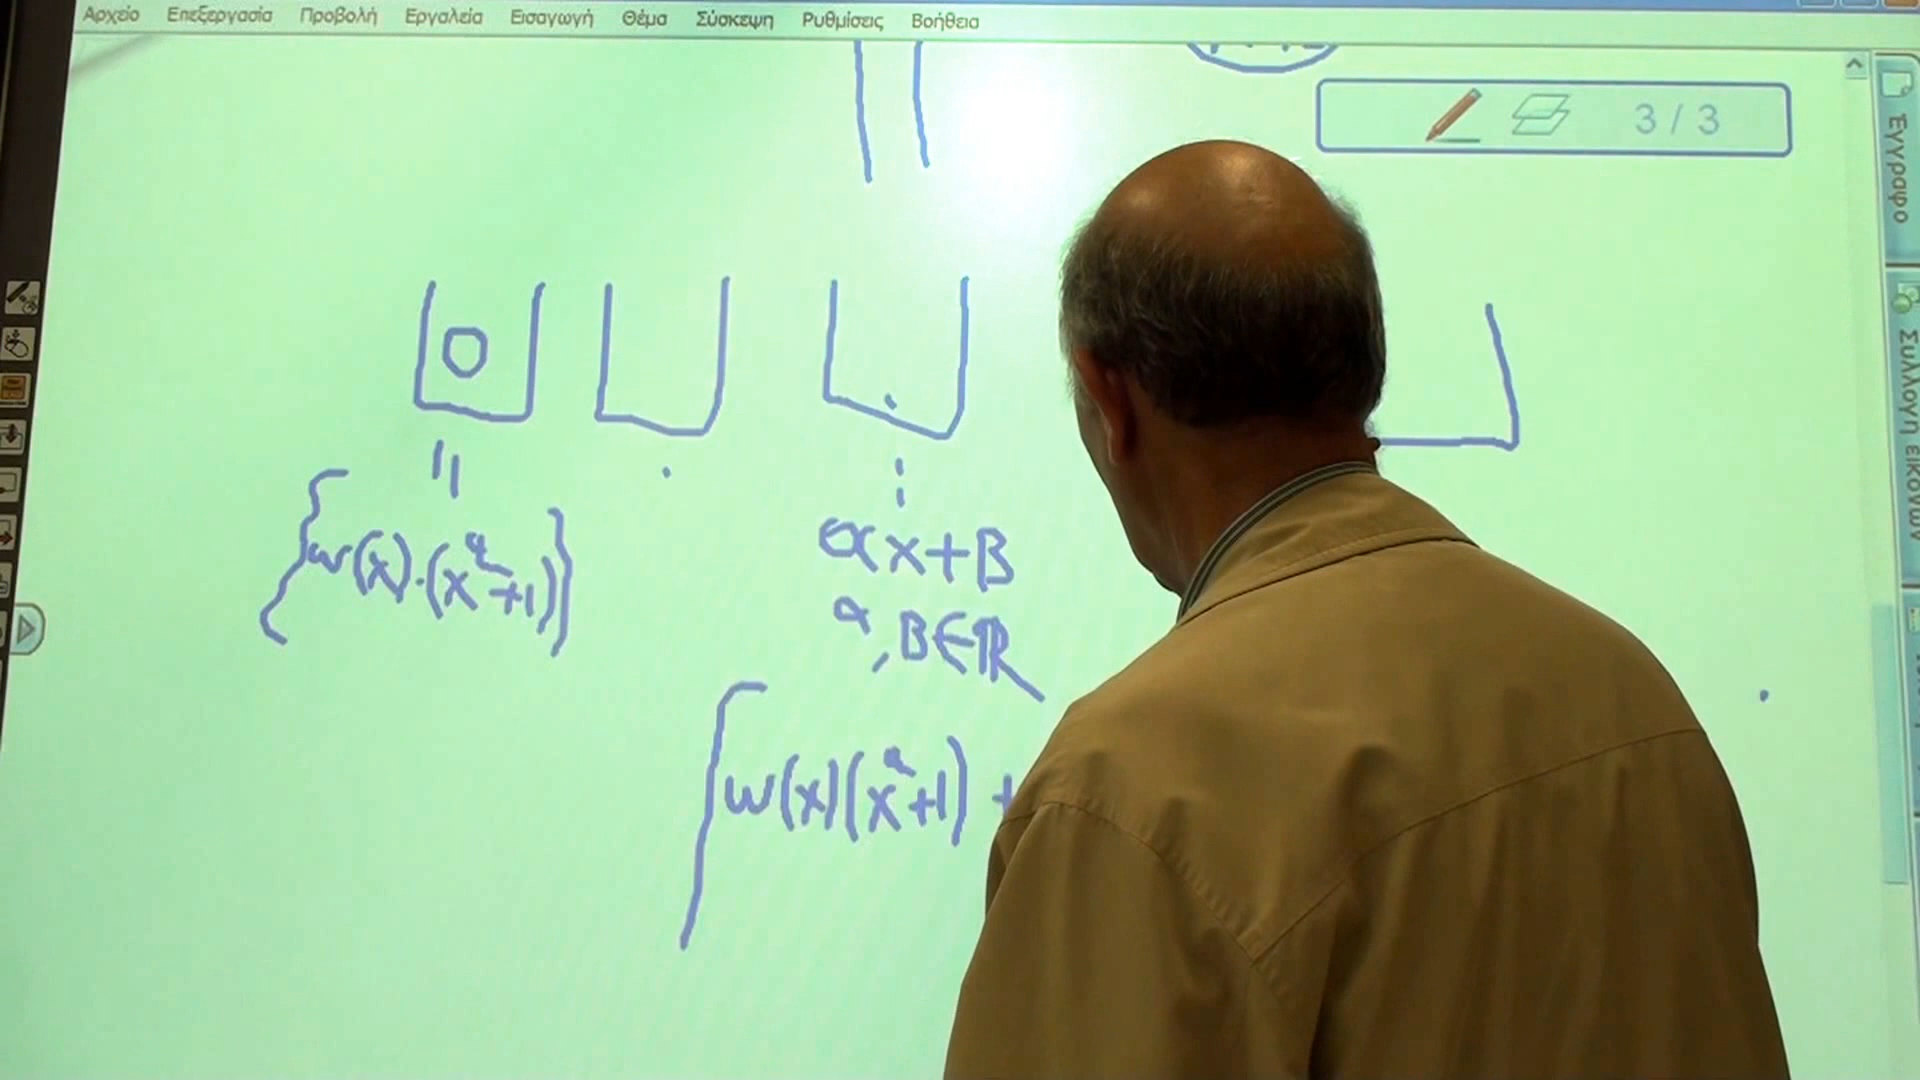 Αρχείο Επεξεργασία Προβολή Εργαλεία Εισαγωγή Θέμα Σύσκεψη Ρυθμίσεις Βοήθεια
3 / 3
Έγγραφο
Συλλογή εικόνων
0
{w(x)·(x²+1)}
αx+β
α, β∈ℝ
{w(x)(x²+1) +